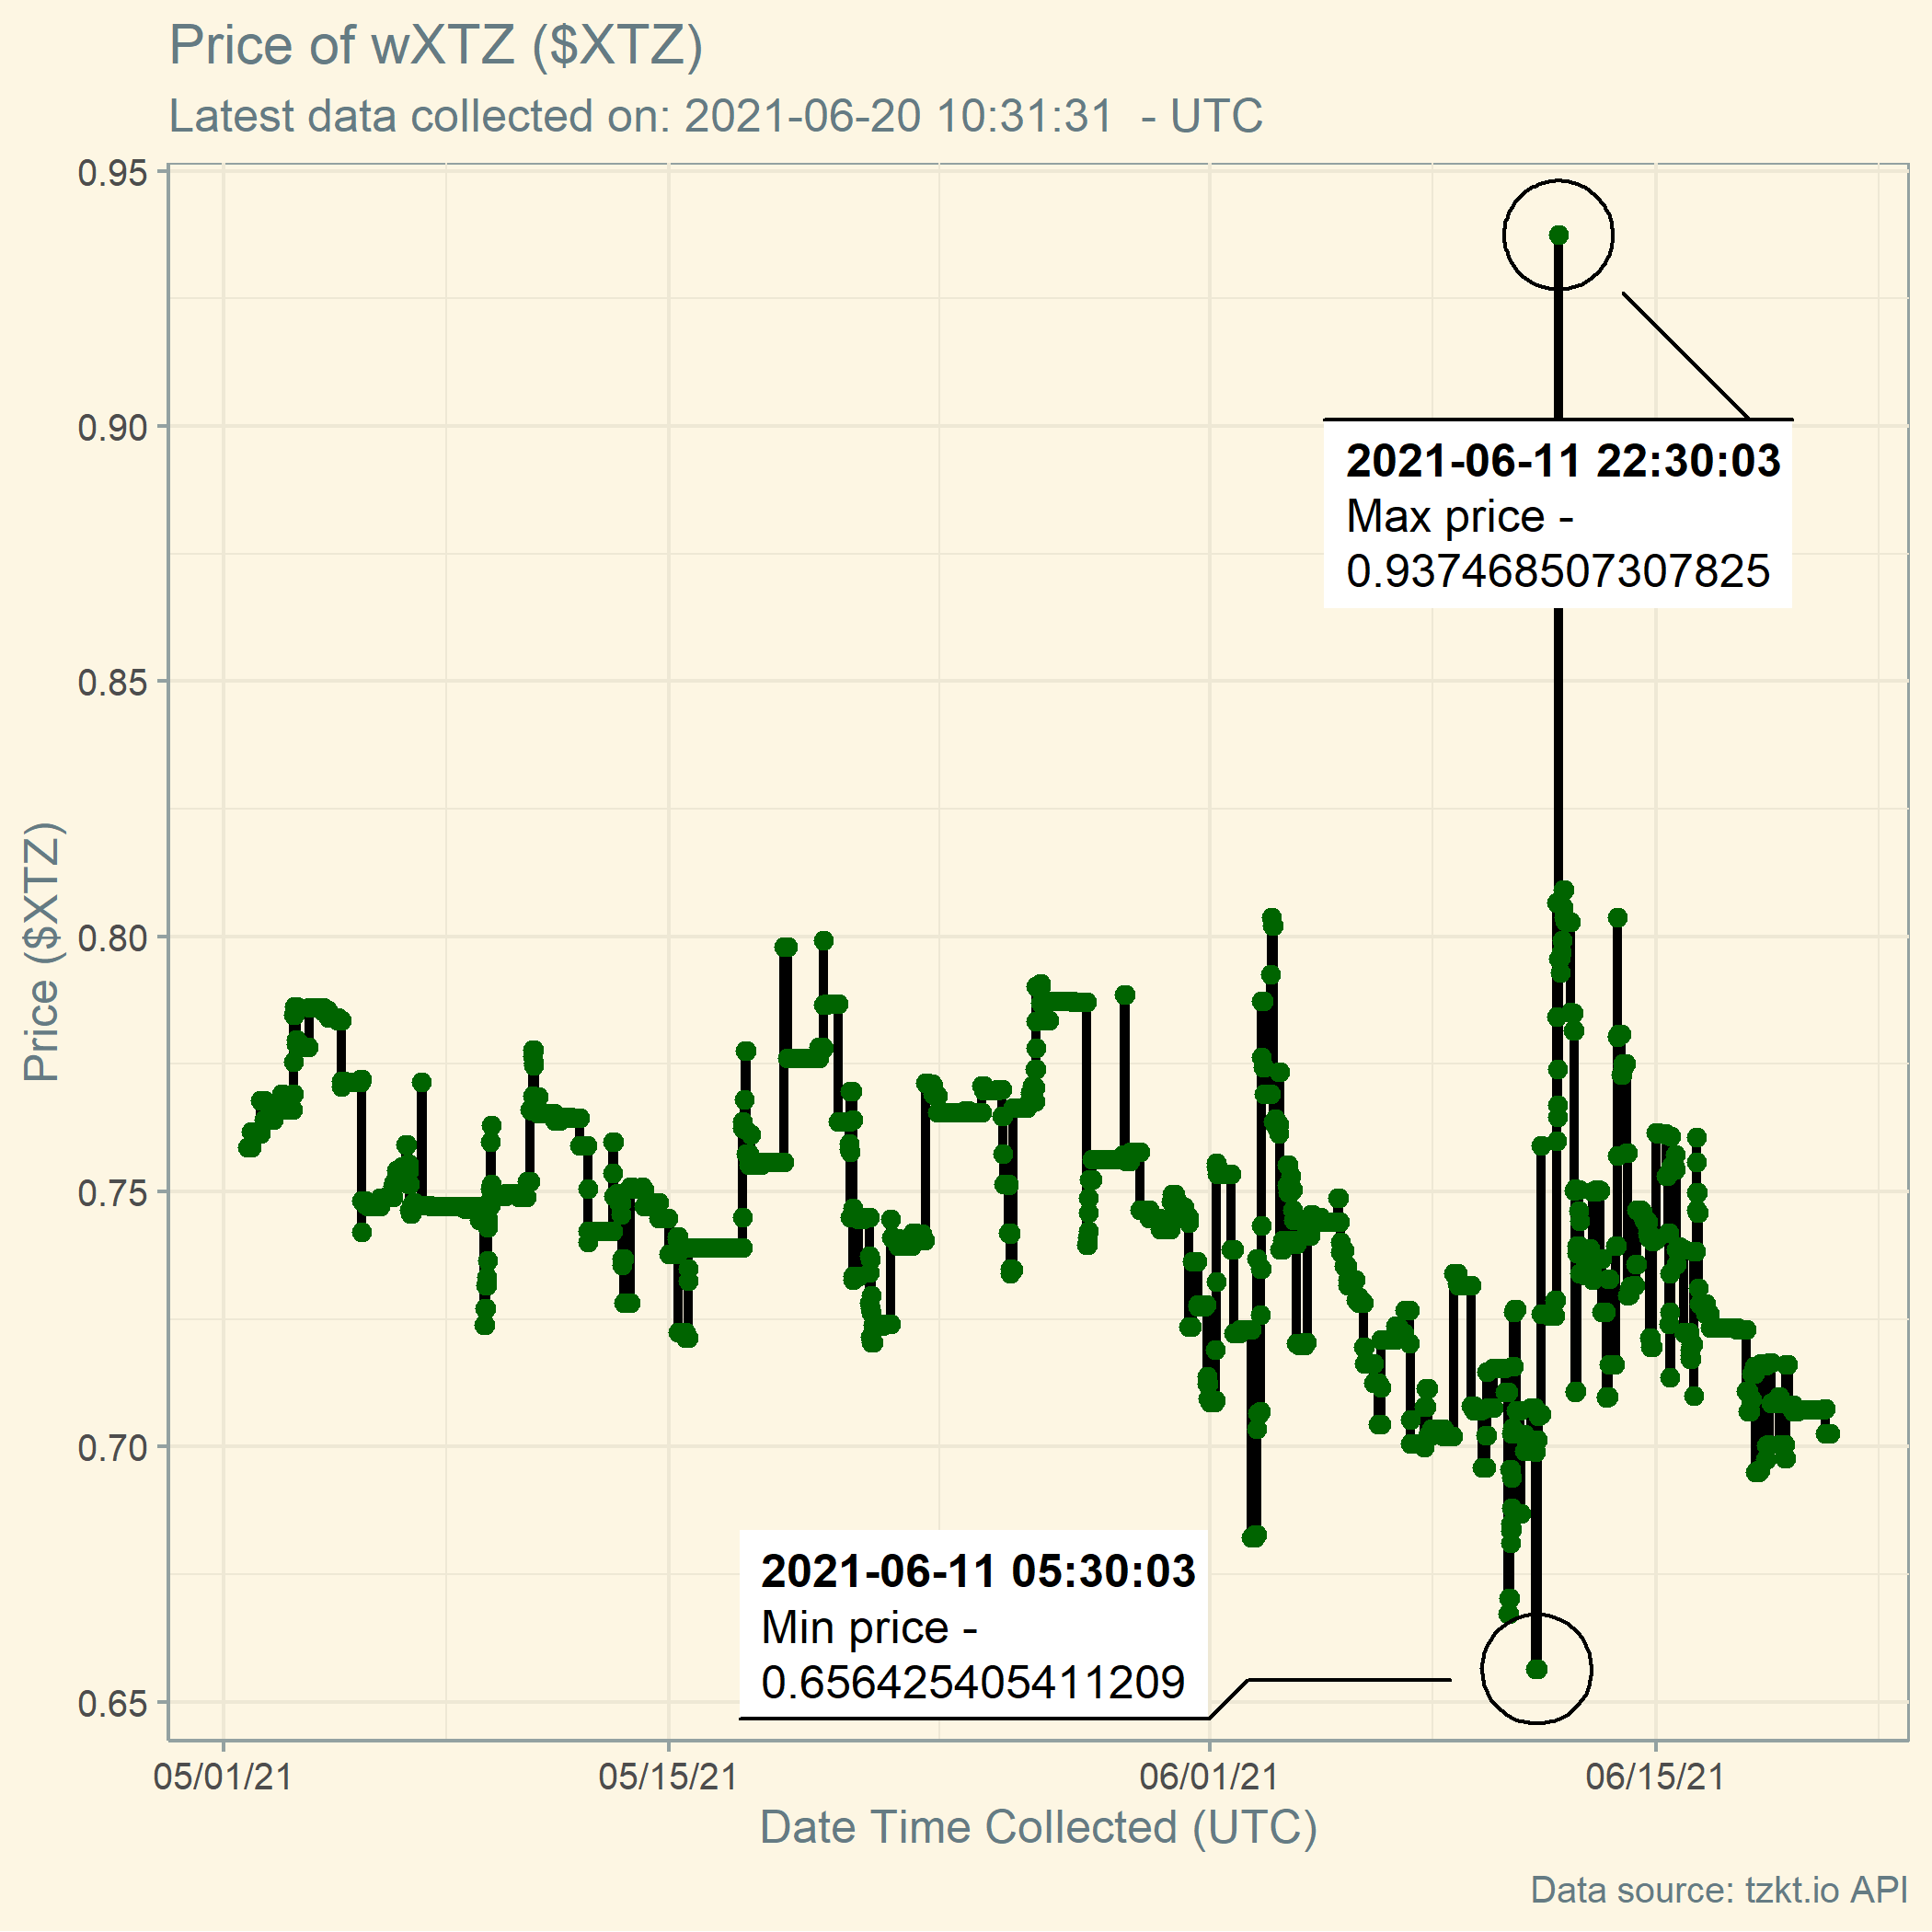 Price of wXTZ ($XTZ)
Latest data collected on: 2021-06-20 10:31:31  - UTC
Price ($XTZ)
0.95
0.90
0.85
0.80
0.75
0.70
0.65
2021-06-11 22:30:03
Max price -
0.937468507307825
2021-06-11 05:30:03
Min price -
0.656425405411209
05/01/21
05/15/21
06/01/21
06/15/21
Date Time Collected (UTC)
Data source: tzkt.io API